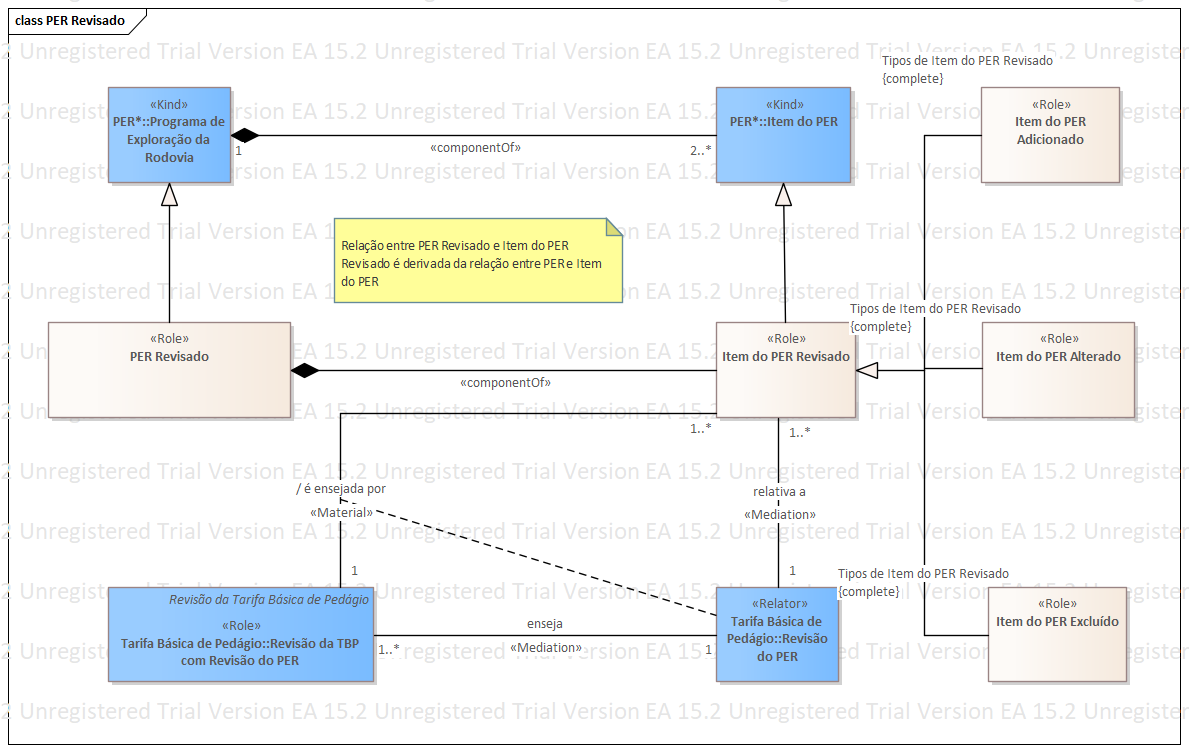 class PER Revisado
Unregistered Trial Version EA 15.2 Unregistered Trial Version EA 15.2 Unregistered Trial Version EA 15.2
Tipos de Item do PER Revisado
{complete}
«Kind»
PER*::Programa de
Exploração da
Rodovia
1
«componentOf»
2..*
«Kind»
PER*::Item do PER
«Role»
Item do PER
Adicionado
Relação entre PER Revisado e Item do PER
Revisado é derivada da relação entre PER e Item
do PER
«Role»
PER Revisado
«componentOf»
«Role»
Item do PER Revisado
Tipos de Item do PER Revisado
{complete}
«Role»
Item do PER Alterado
1..*
1..*
/ é ensejada por
«Material»
relativa a
«Mediation»
1
1
Revisão da Tarifa Básica de Pedágio
«Role»
Tarifa Básica de Pedágio::Revisão da TBP
com Revisão do PER
1..*
enseja
«Mediation»
1
«Relator»
Tarifa Básica de
Pedágio::Revisão
do PER
Tipos de Item do PER Revisado
{complete}
«Role»
Item do PER Excluído